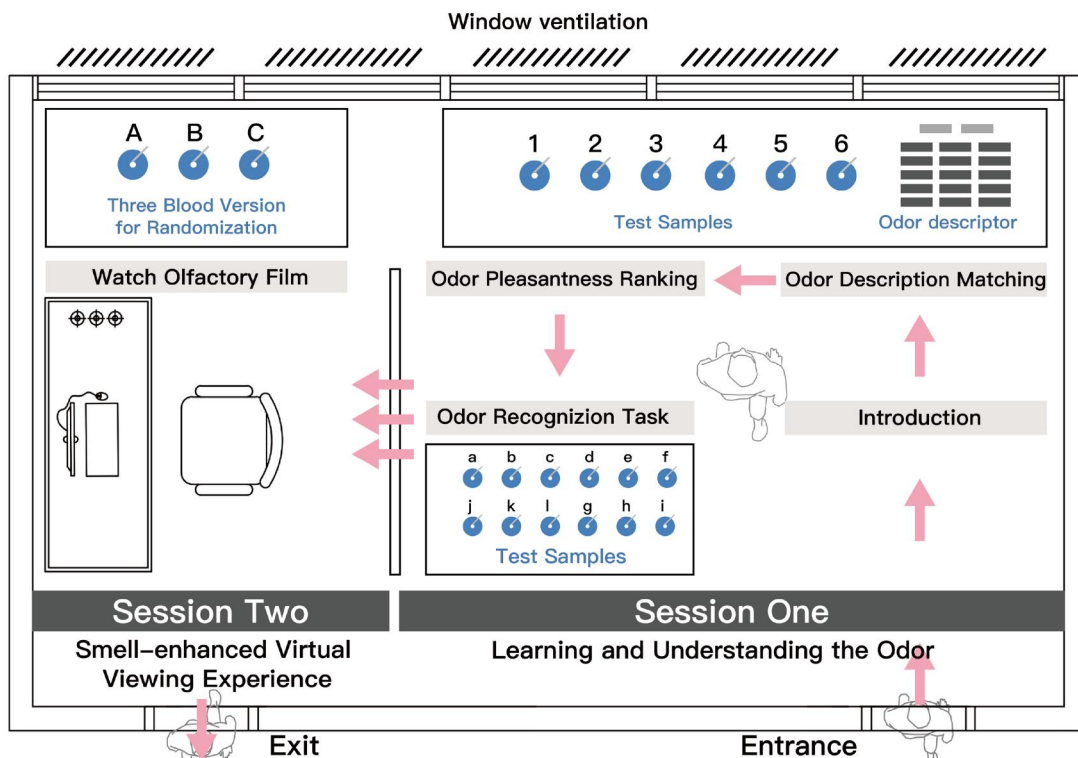 Window ventilation
A B C
Three Blood Version
for Randomization
1 2 3 4 5 6
Test Samples
Odor descriptor
Watch Olfactory Film
Odor Pleasantness Ranking
Odor Description Matching
Odor Recognizion Task
Introduction
a b c d e f
j k l g h i
Test Samples
Session Two
Session One
Smell-enhanced Virtual
Viewing Experience
Learning and Understanding the Odor
Exit
Entrance